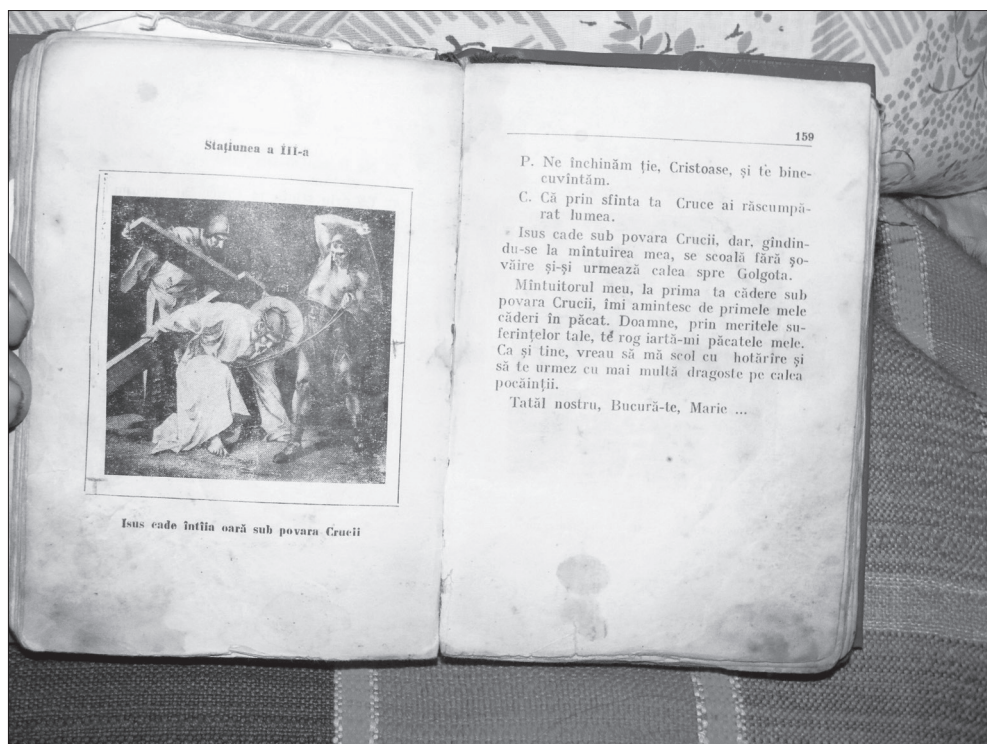 Stațiunea a III-a
Isus cade întîia oară sub povara Crucii
159
P. Ne închinăm ție, Cristoase, și te bine-
cuvîntăm.
C. Că prin sfînta ta Cruce ai răscumpă-
rat lumea.
Isus cade sub povara Crucii, dar, gîndin-
du-se la mîntuirea mea, se scoală fără șo-
văire și-și urmează calea spre Golgota.
Mîntuitorul meu, la prima ta cădere sub
povara Crucii, îmi amintesc de primele mele
căderi în păcat. Doamne, prin meritele su-
ferințelor tale, te rog iartă-mi păcatele mele.
Ca și tine, vreau să mă scol cu hotărîre și
să te urmez cu mai multă dragoste pe calea
pocăinții.
Tatăl nostru, Bucură-te, Marie ...